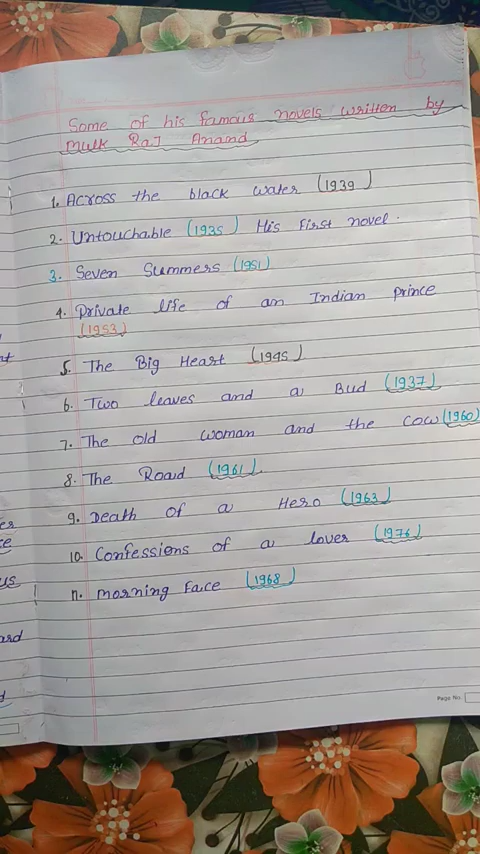 Some of his famous novels written by
Mulk Raj Anand
1. Across the black water (1939)
2. Untouchable (1935) His First novel.
3. Seven Summers (1951)
4. Private life of an Indian prince
(1953)
5. The Big Heart (1945)
6. Two leaves and a Bud (1937)
7. The old woman and the cow (1960)
8. The Road (1961)
9. Death of a Hero (1963)
10. Confessions of a lover (1976)
11. Morning Face (1968)
Page No.